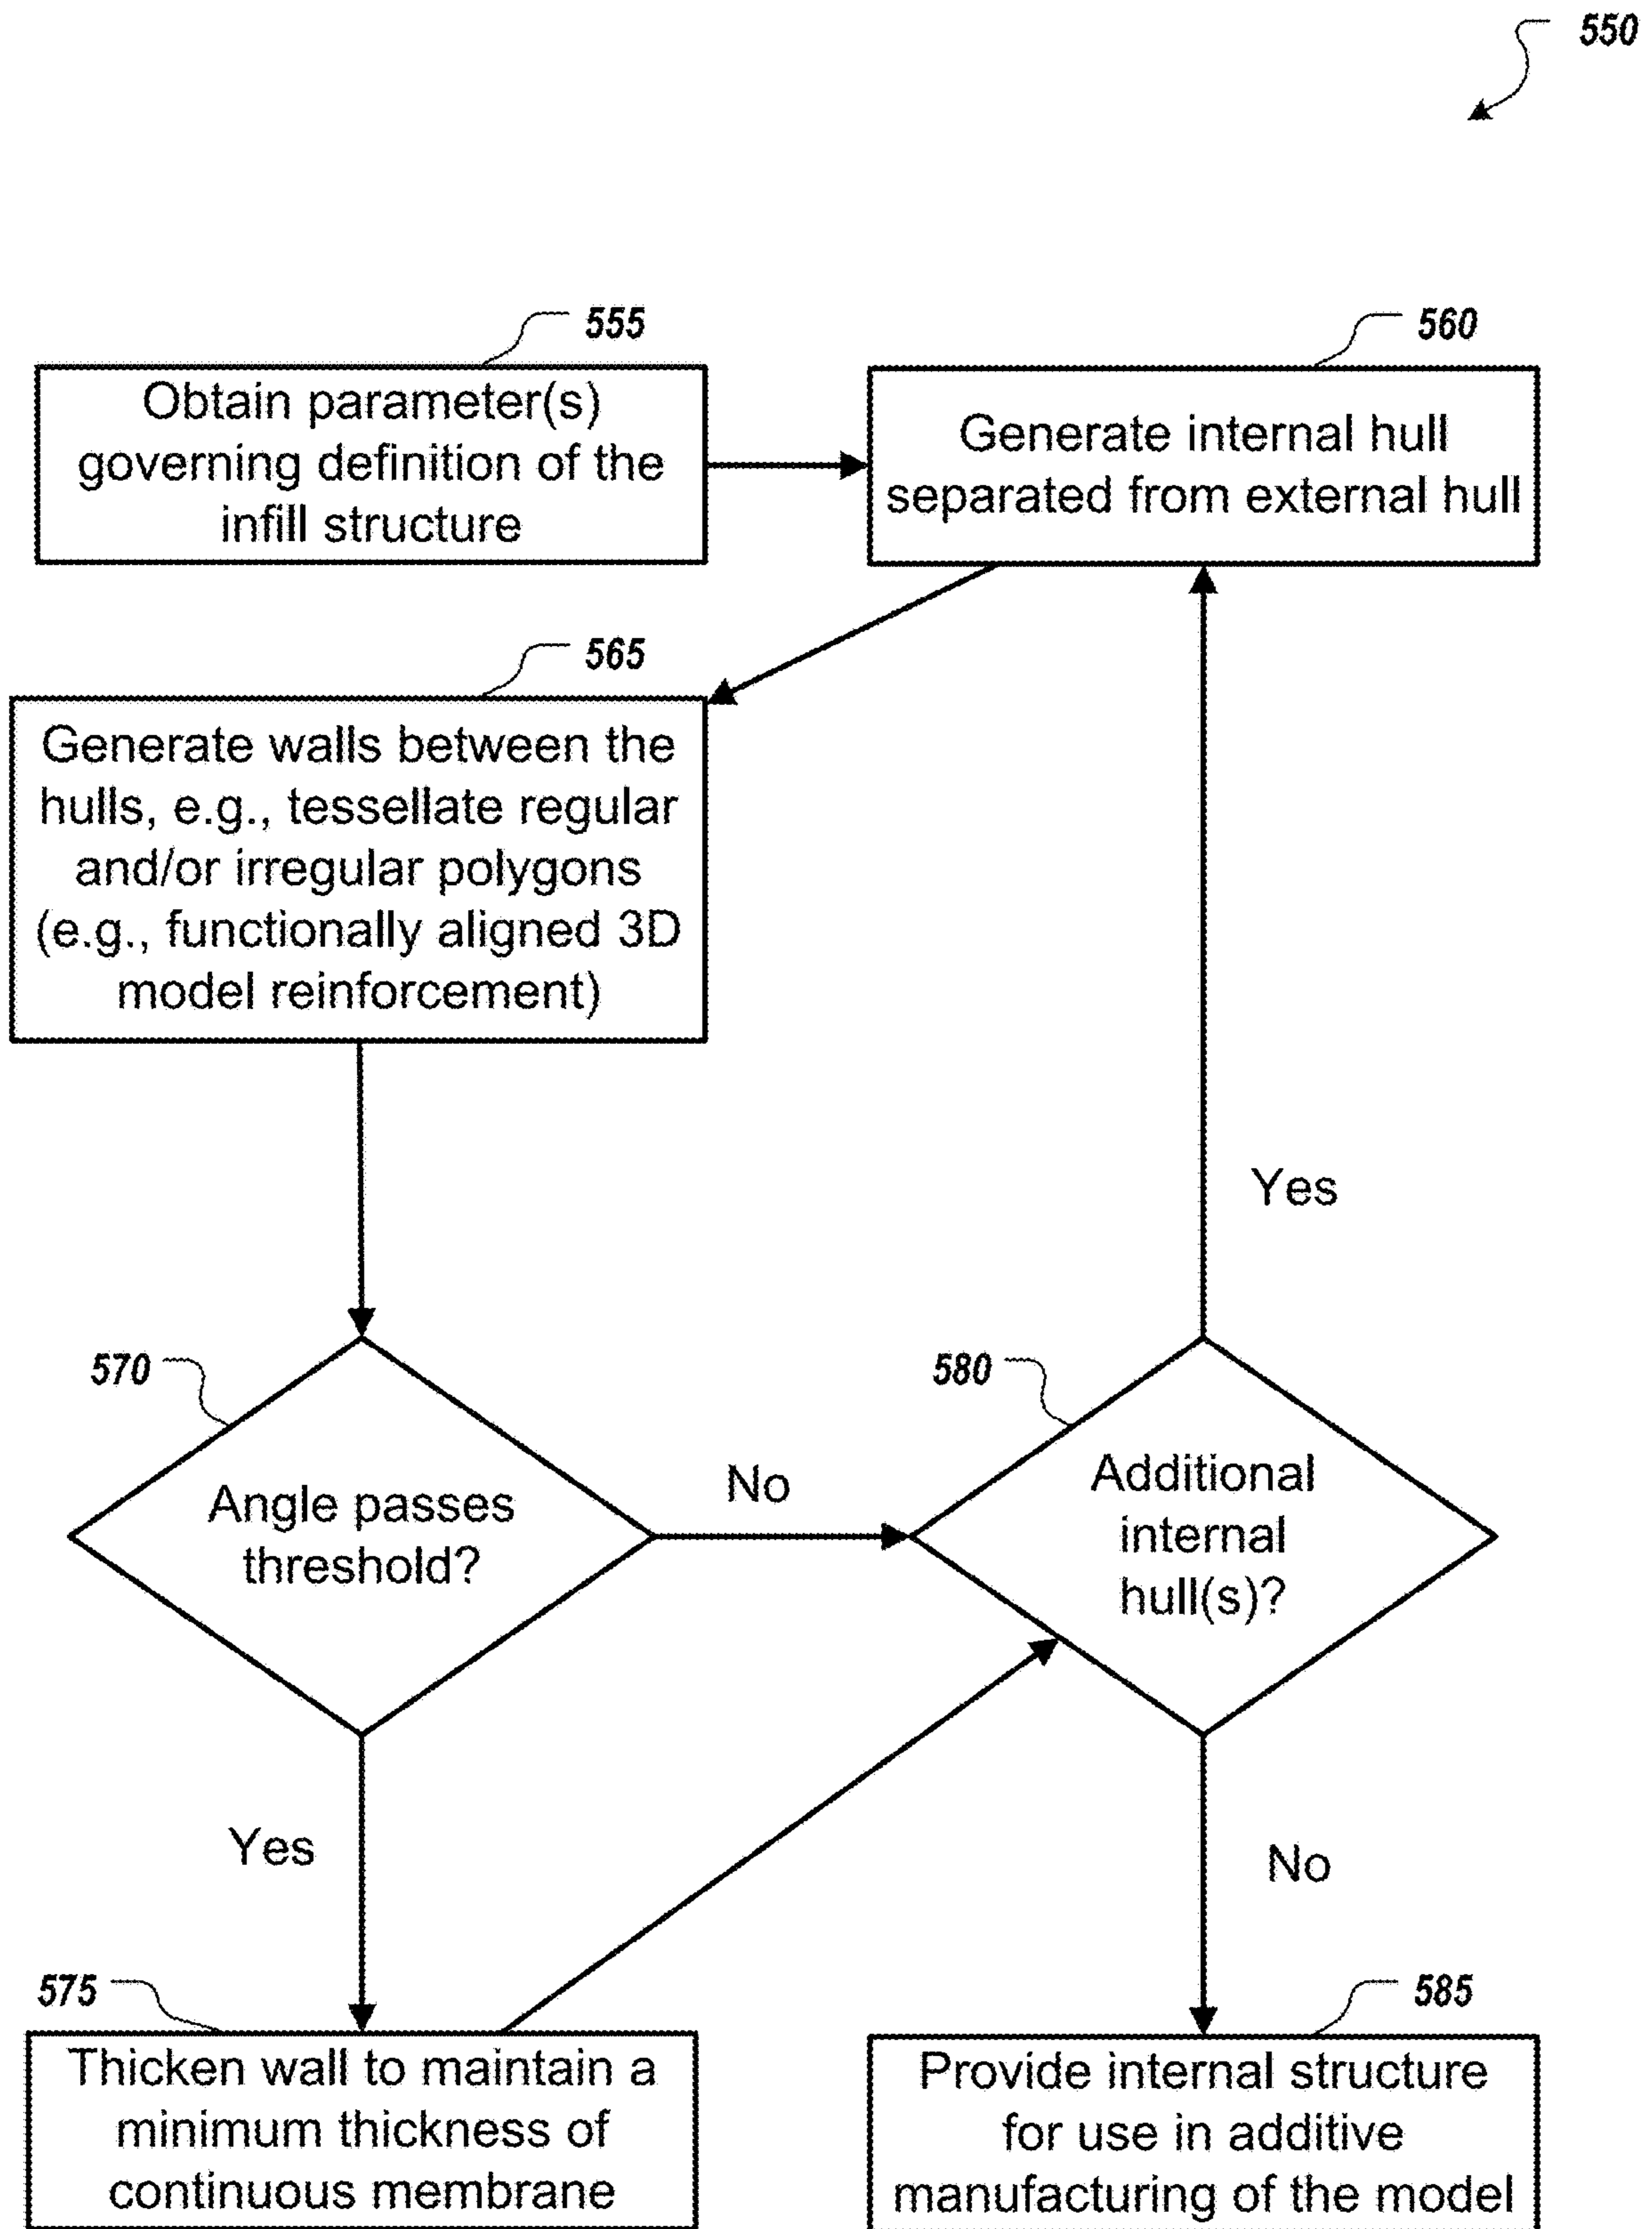 550
555
Obtain parameter(s)
governing definition of the
infill structure
560
Generate internal hull
separated from external hull
565
Generate walls between the
hulls, e.g., tessellate regular
and/or irregular polygons
(e.g., functionally aligned 3D
model reinforcement)
Yes
570
Angle passes
threshold?
No
580
Additional
internal
hull(s)?
Yes
No
575
Thicken wall to maintain a
minimum thickness of
continuous membrane
585
Provide internal structure
for use in additive
manufacturing of the model